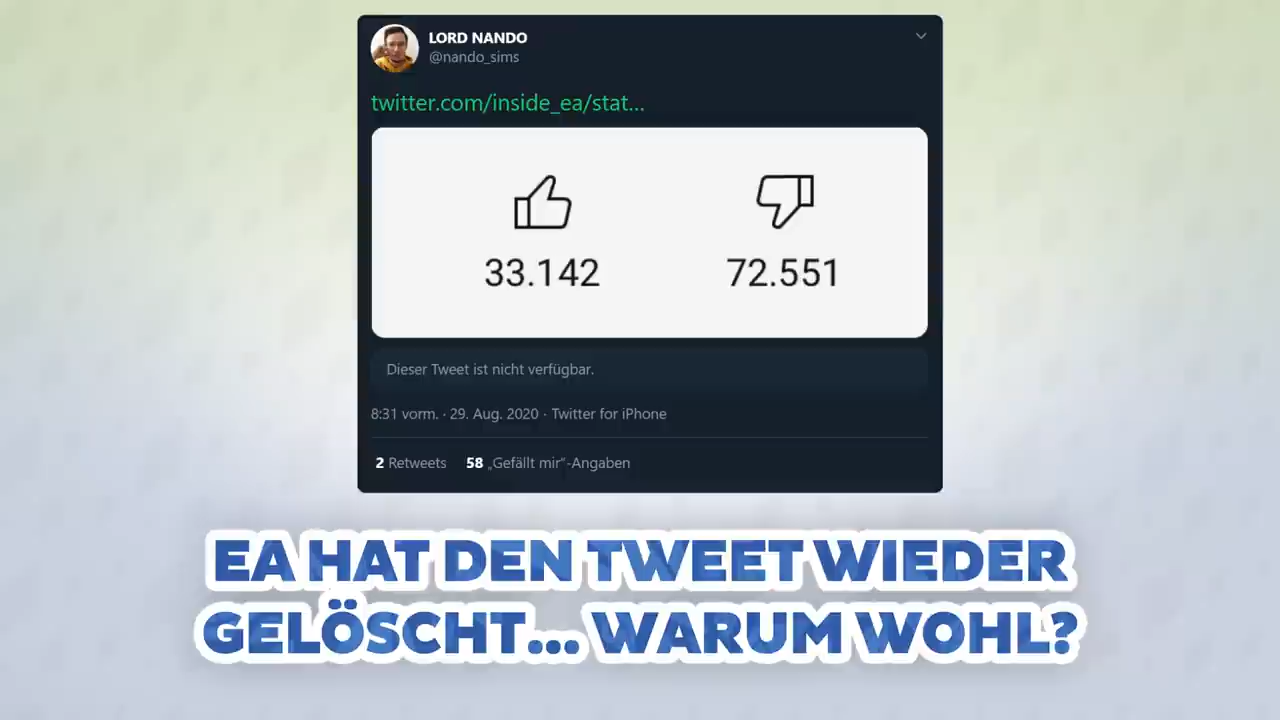 LORD NANDO
@nando_sims
twitter.com/inside_ea/stat...
33.142 72.551
Dieser Tweet ist nicht verfügbar.
8:31 vorm. · 29. Aug. 2020 · Twitter for iPhone
2 Retweets 58 „Gefällt mir“-Angaben
EA HAT DEN TWEET WIEDER
GELÖSCHT... WARUM WOHL?